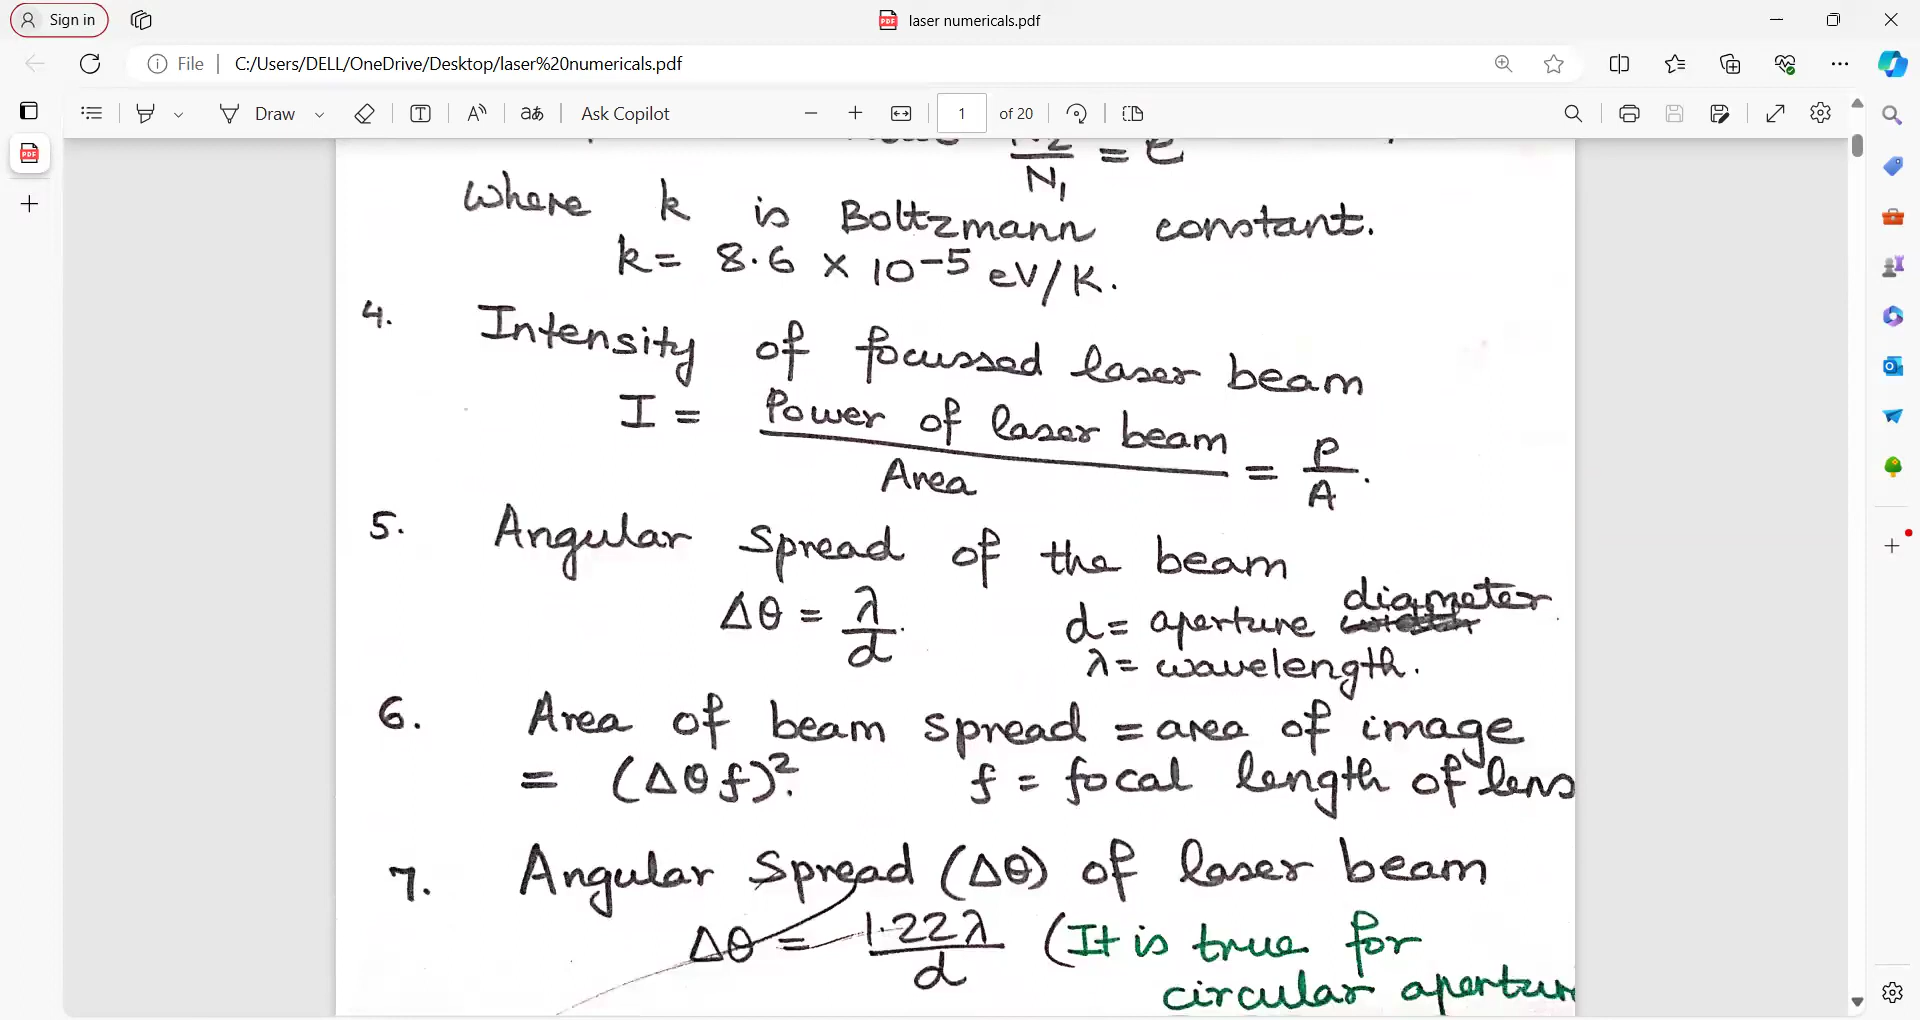 Sign in
laser numericals.pdf
File
C:/Users/DELL/OneDrive/Desktop/laser%20numericals.pdf
Draw
T
A
aあ
Ask Copilot
1 of 20
N2/N1 = e
Where k is Boltzmann constant.
k = 8.6 × 10−5 eV/K.
4. Intensity of focussed laser beam
I = Power of laser beam / Area = P/A.
5. Angular Spread of the beam
Δθ = λ/d. d = aperture diameter
λ = wavelength.
6. Area of beam spread = area of image
= (Δθ f)². f = focal length of lens
7. Angular Spread (Δθ) of laser beam
Δθ = 1.22λ/d (It is true for
circular apertur